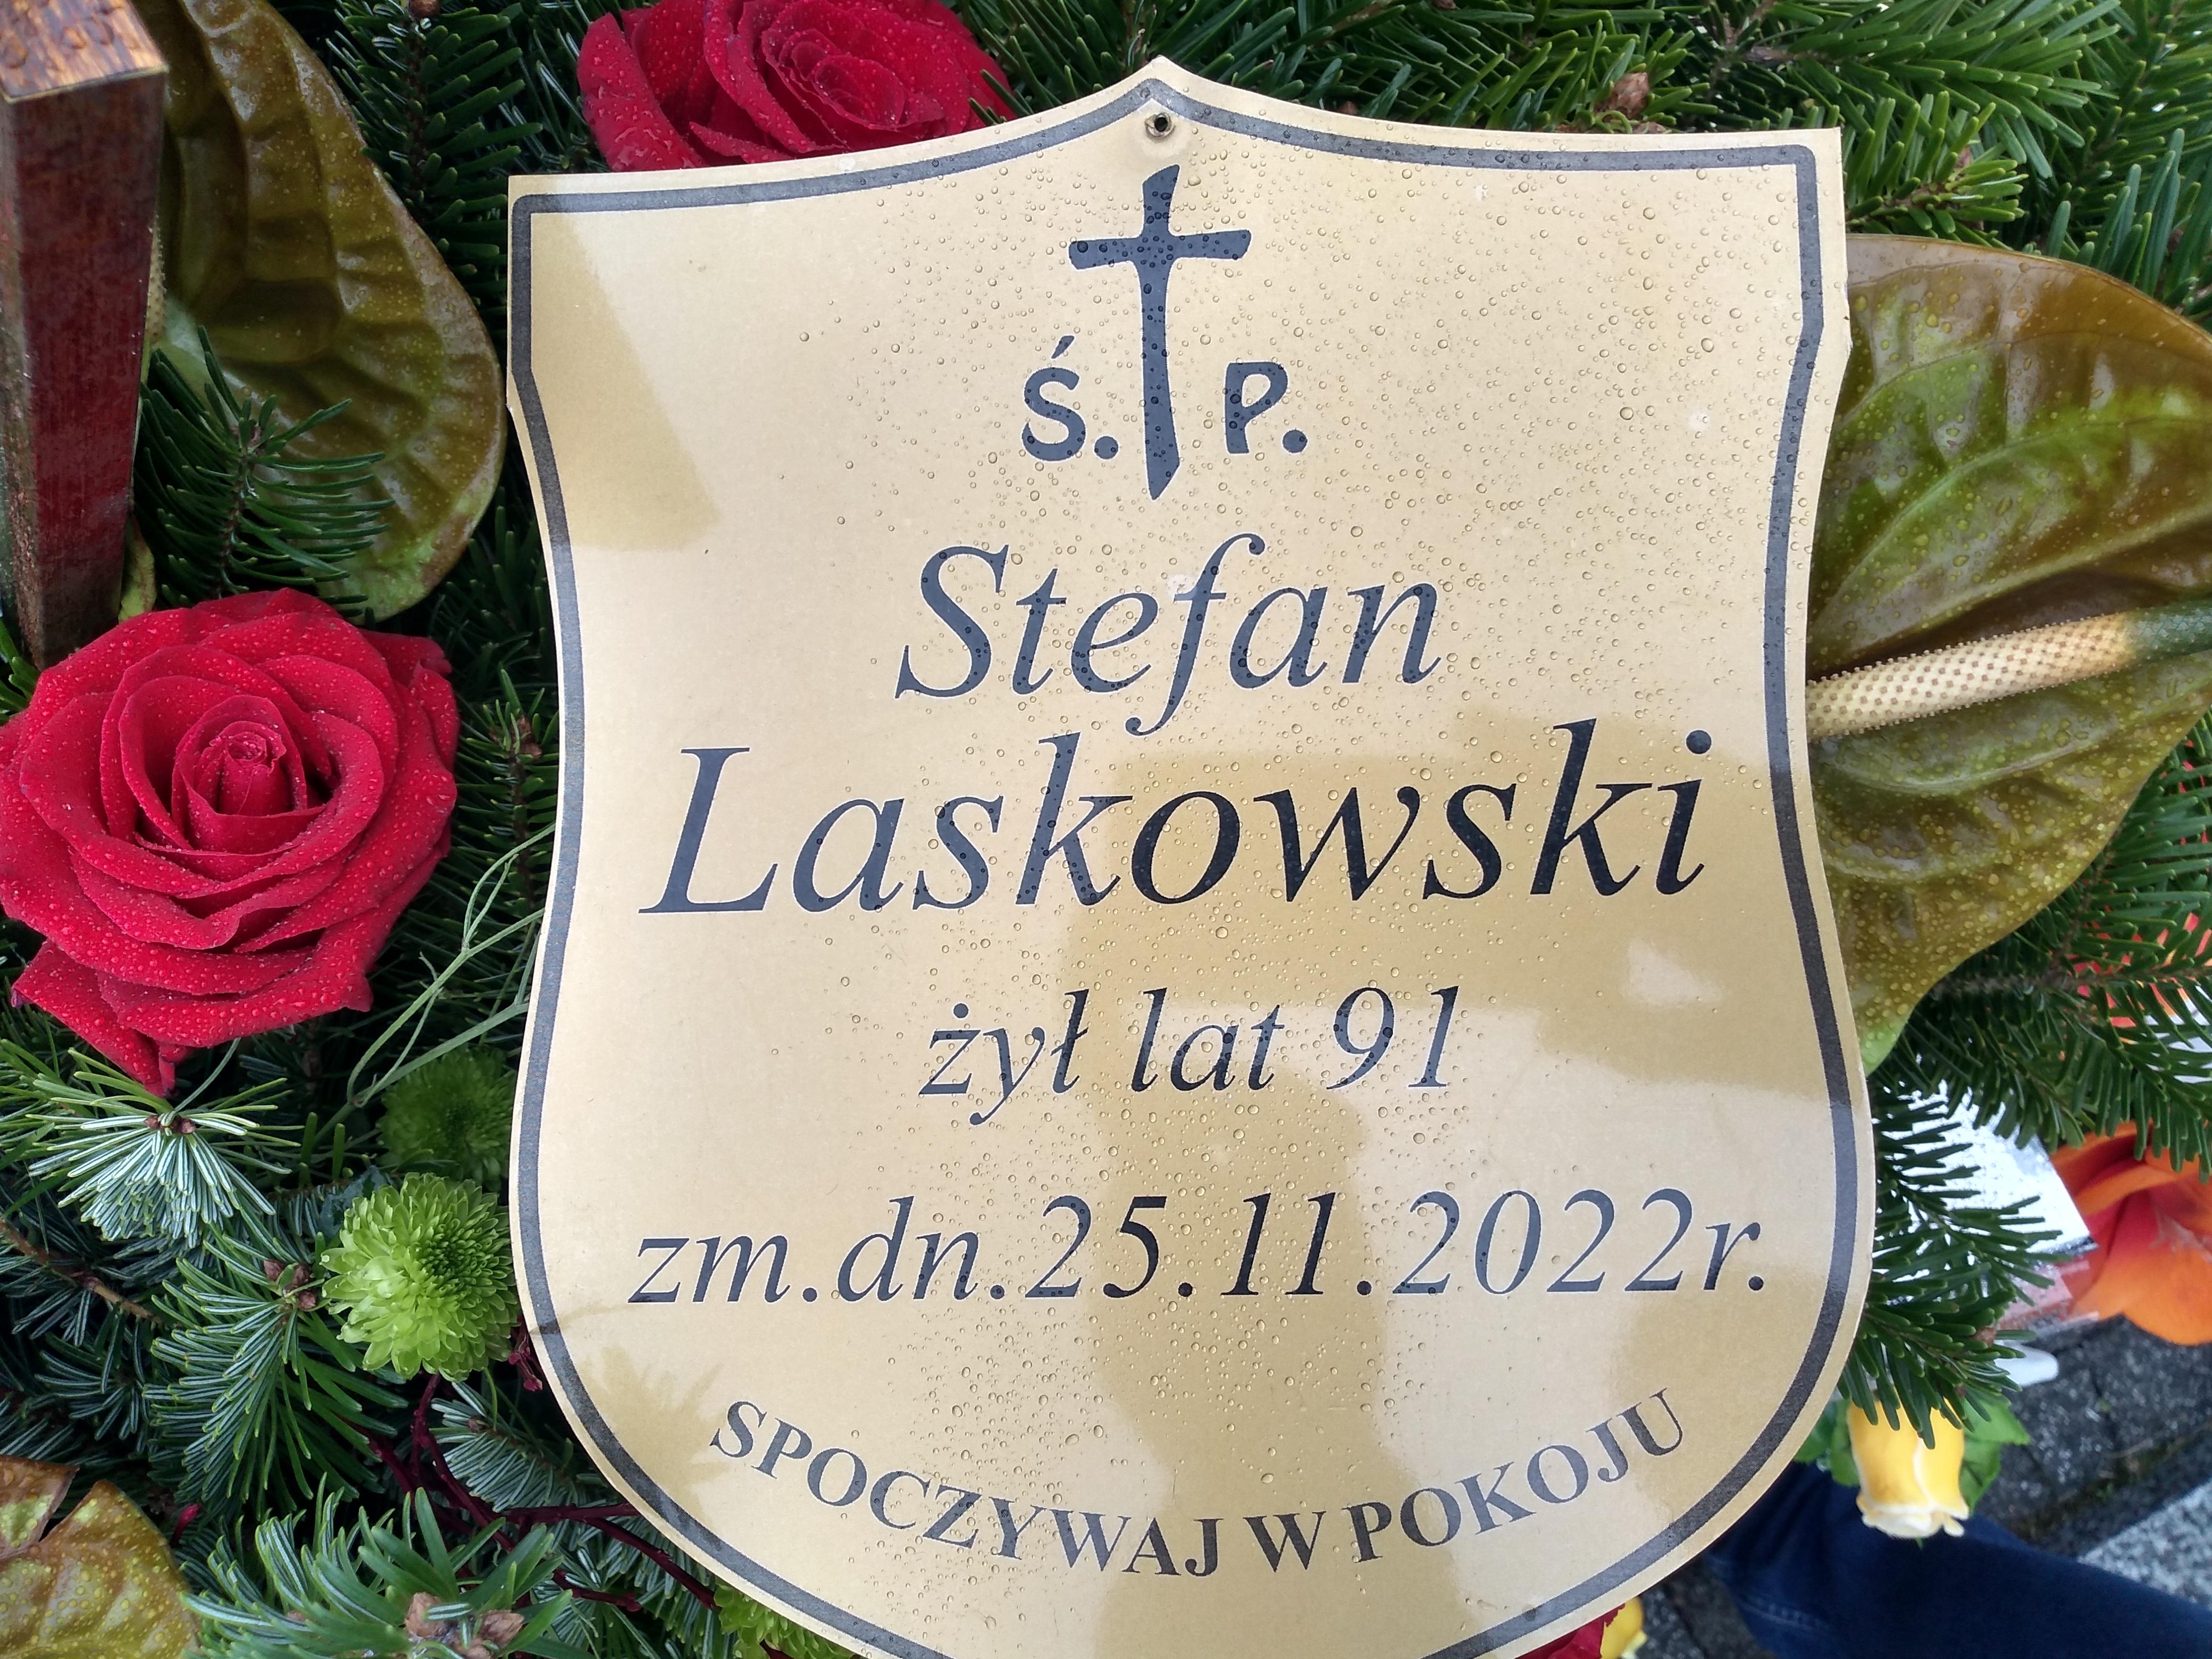 Ś. P.
Stefan
Laskowski
żył lat 91
zm.dn.25.11.2022r.
SPOCZYWAJ W POKOJU